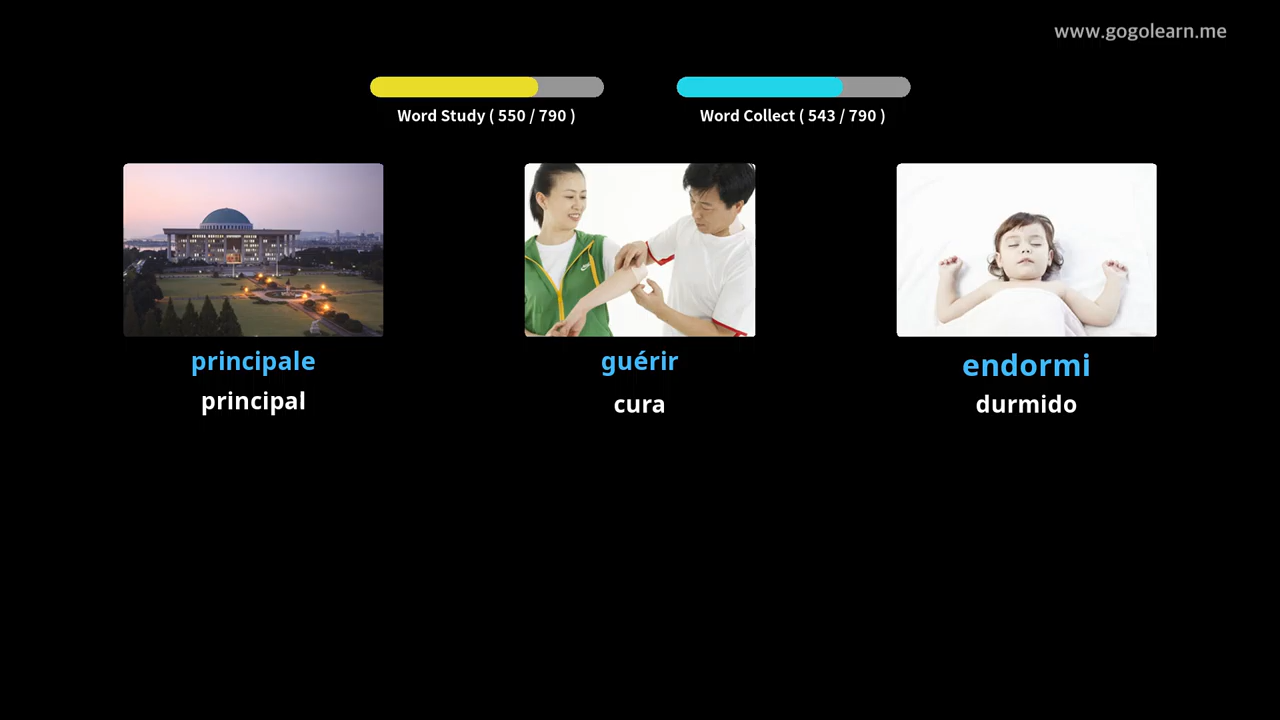 www.gogolearn.me
Word Study ( 550 / 790 )
Word Collect ( 543 / 790 )
principale
principal
guérir
cura
endormi
durmido